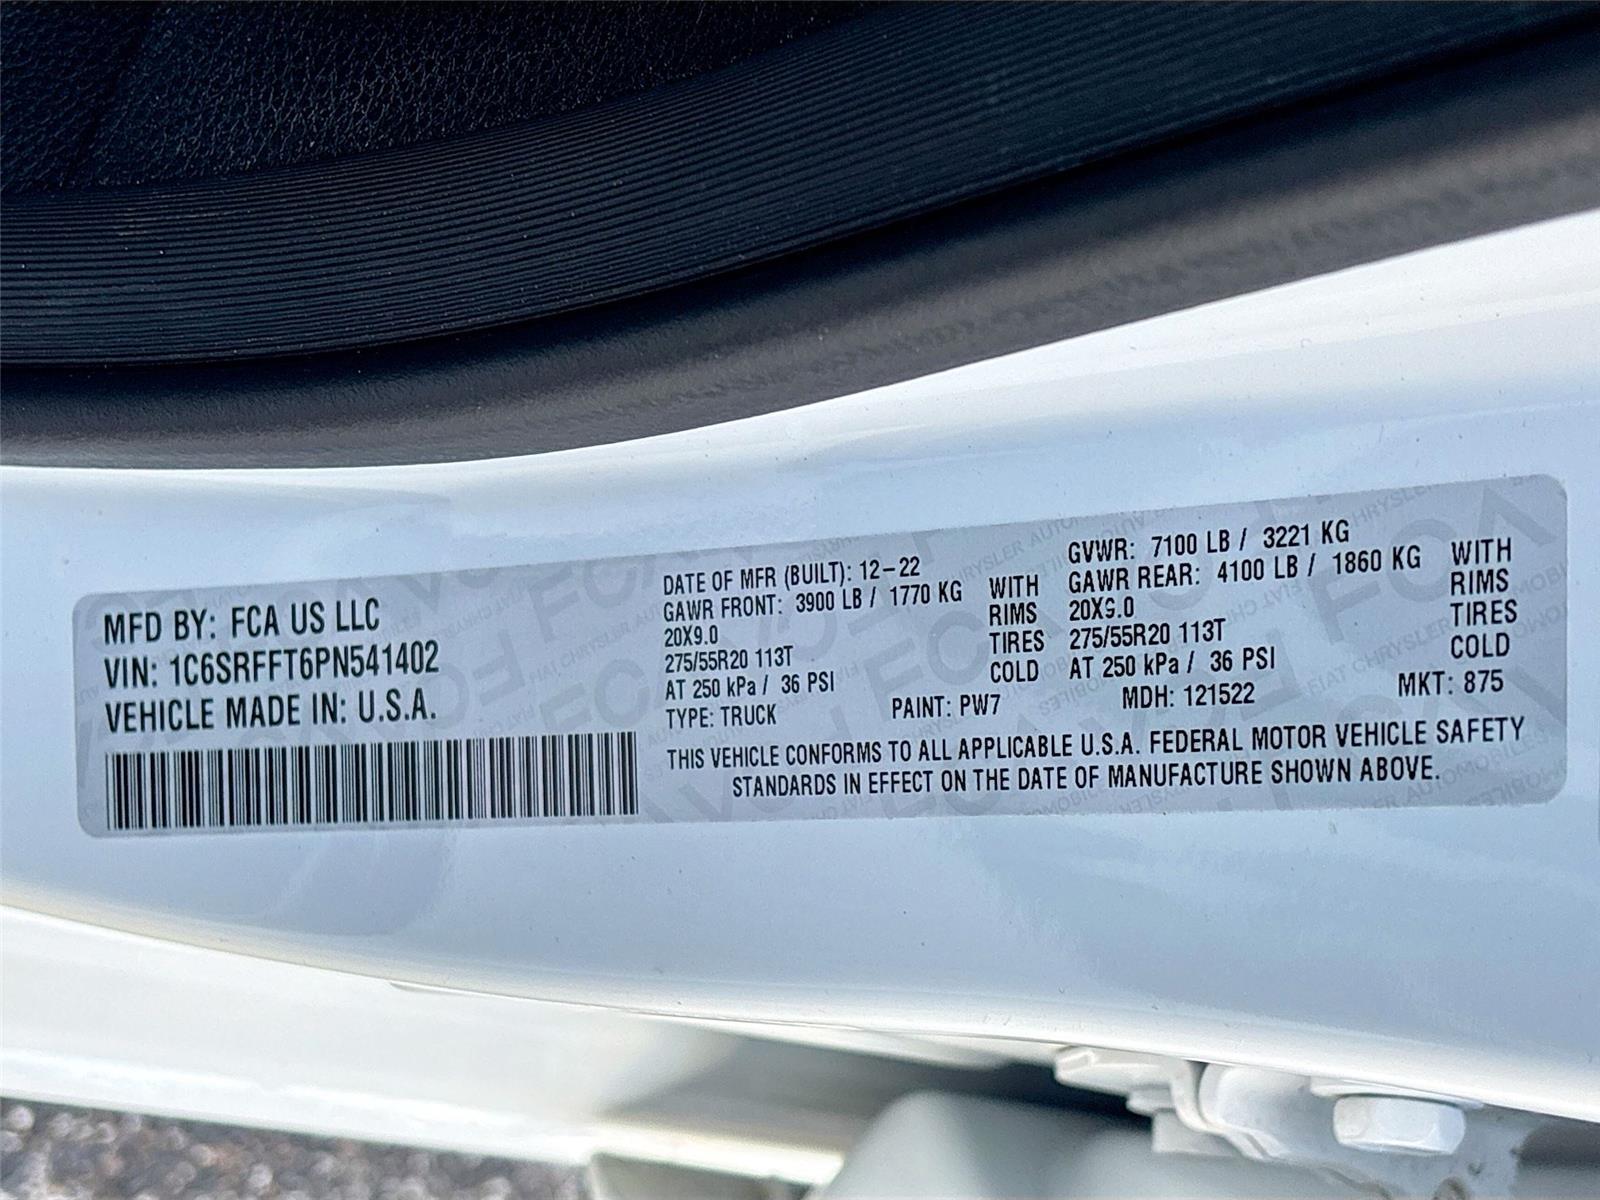 MFD BY: FCA US LLC
VIN: 1C6SRFFT6PN541402
VEHICLE MADE IN: U.S.A.
DATE OF MFR (BUILT): 12-22
GAWR FRONT: 3900 LB / 1770 KG
20X9.0
275/55R20 113T
AT 250 kPa / 36 PSI
TYPE: TRUCK
WITH
RIMS
TIRES
COLD
GVWR: 7100 LB / 3221 KG
GAWR REAR: 4100 LB / 1860 KG
20X9.0
275/55R20 113T
AT 250 kPa / 36 PSI
WITH
RIMS
TIRES
COLD
PAINT: PW7
MDH: 121522
MKT: 875
THIS VEHICLE CONFORMS TO ALL APPLICABLE U.S.A. FEDERAL MOTOR VEHICLE SAFETY
STANDARDS IN EFFECT ON THE DATE OF MANUFACTURE SHOWN ABOVE.